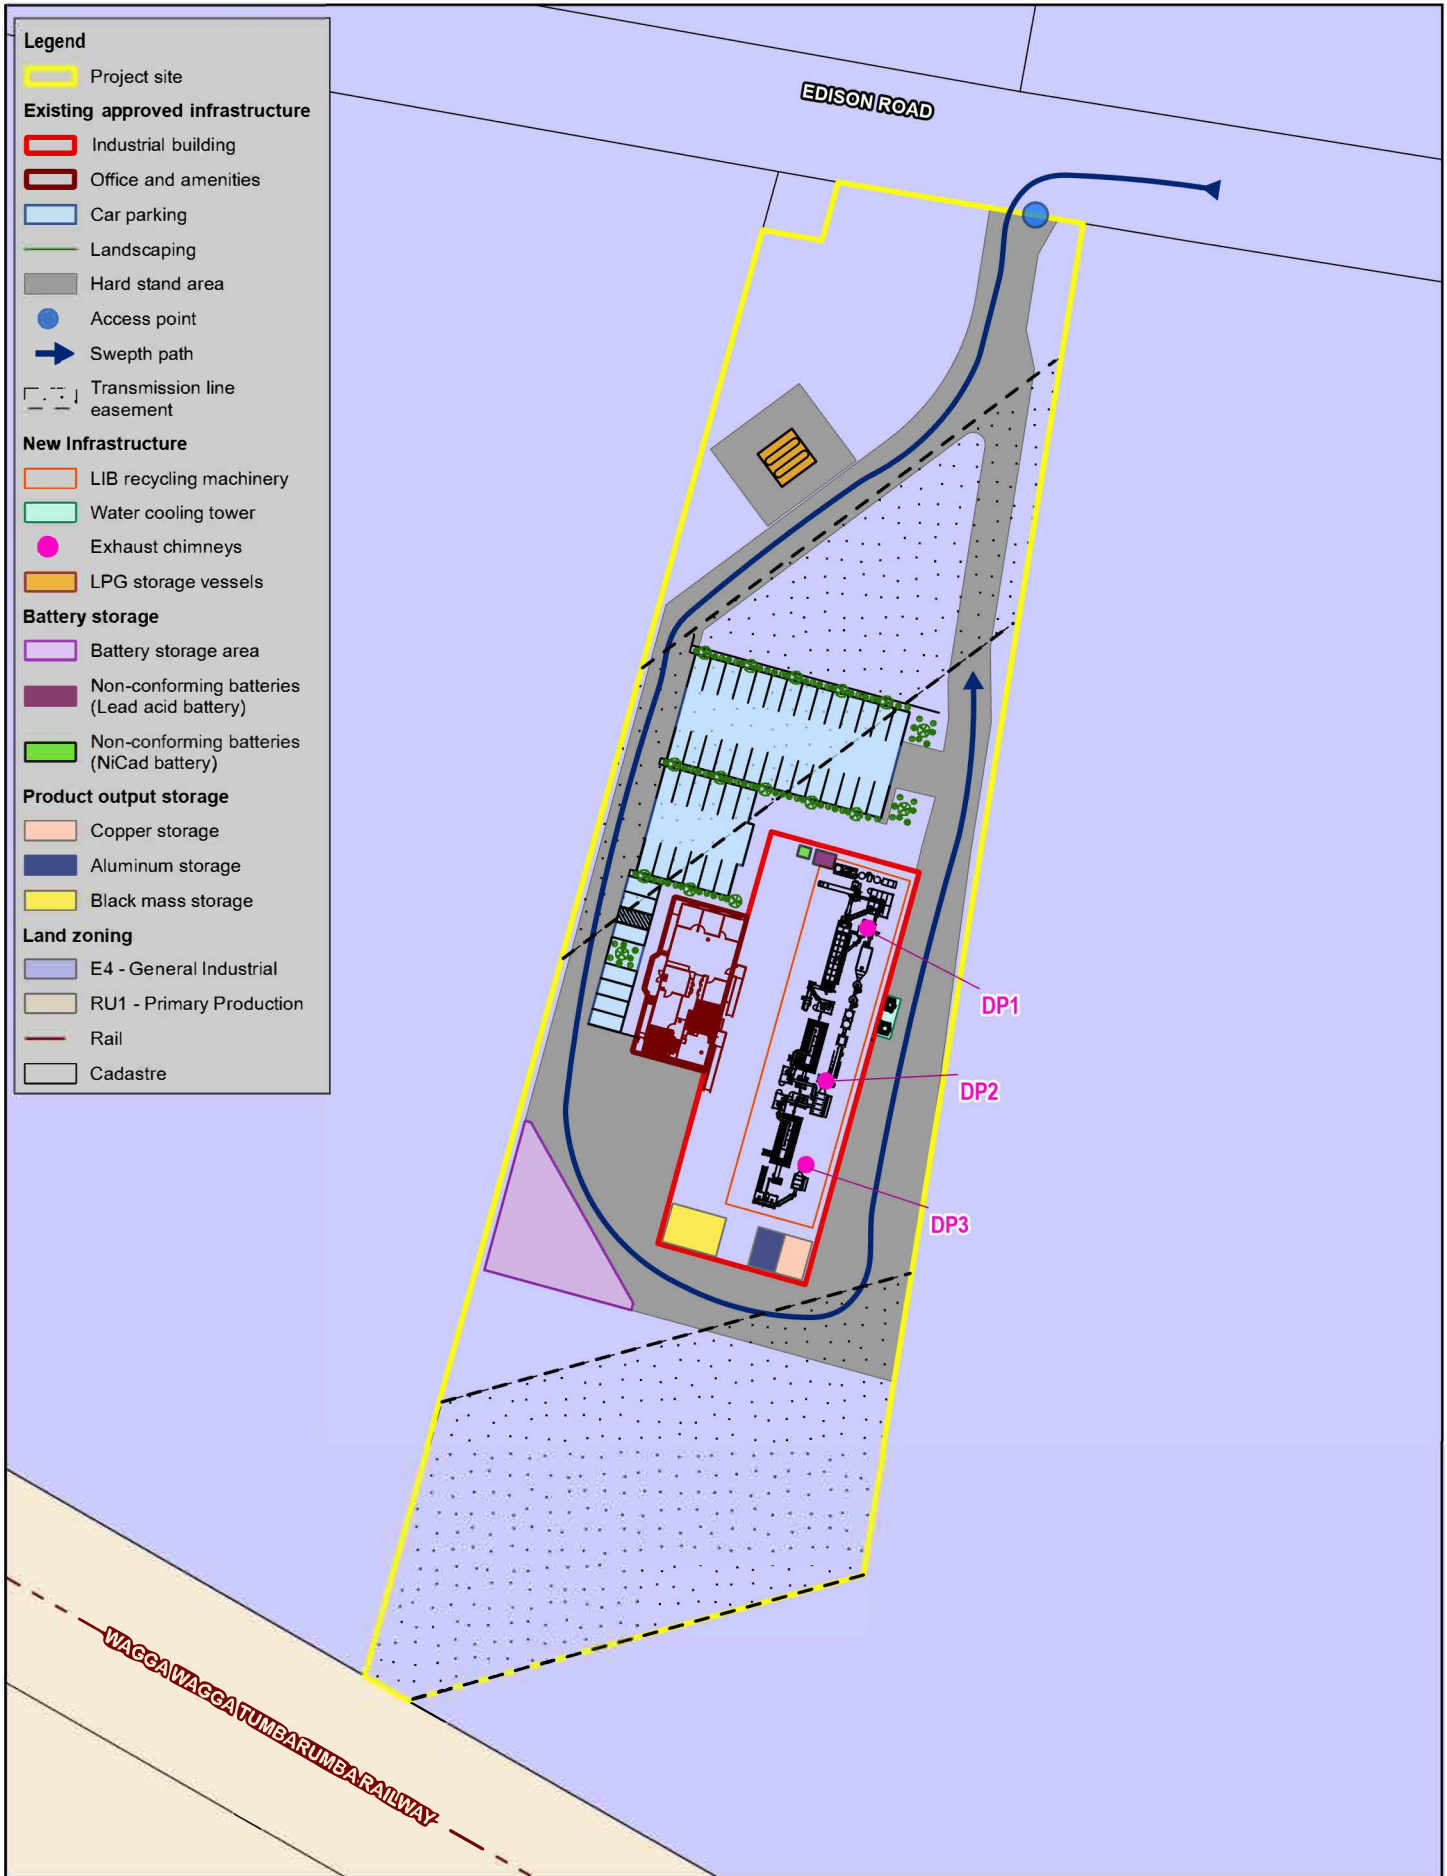 Legend
Project site
Existing approved infrastructure
Industrial building
Office and amenities
Car parking
Landscaping
Hard stand area
Access point
Swepth path
Transmission line
easement
New Infrastructure
LIB recycling machinery
Water cooling tower
Exhaust chimneys
LPG storage vessels
Battery storage
Battery storage area
Non-conforming batteries
(Lead acid battery)
Non-conforming batteries
(NiCad battery)
Product output storage
Copper storage
Aluminum storage
Black mass storage
Land zoning
E4 - General Industrial
RU1 - Primary Production
Rail
Cadastre
EDISON ROAD
DP1
DP2
DP3
WAGGA WAGGA TUMBARUMBA RAILWAY